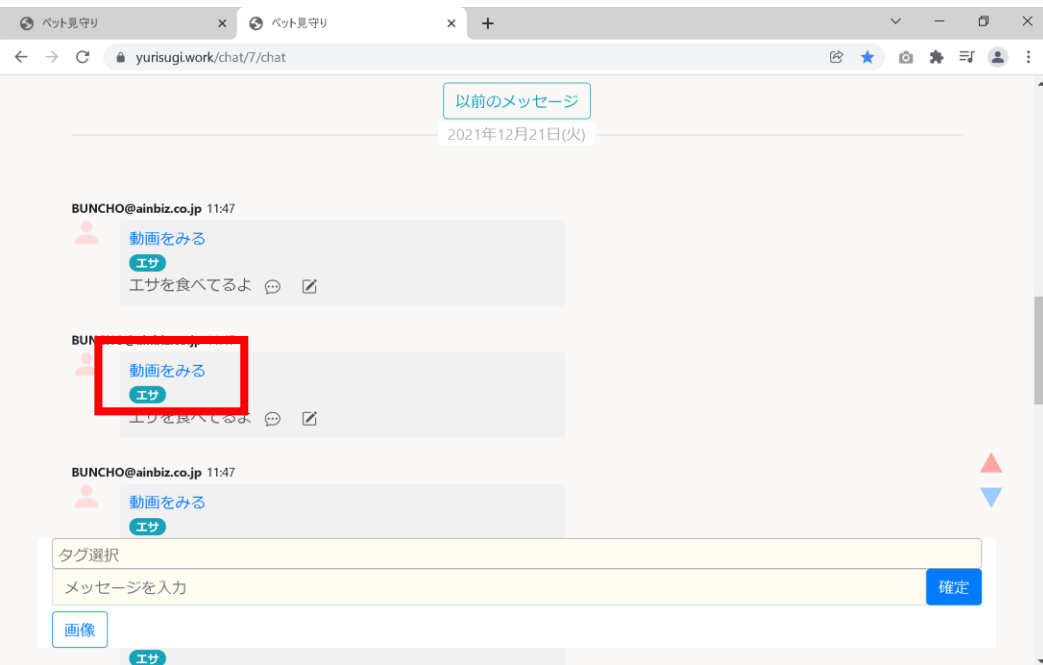 ペット見守り
ペット見守り
yurisugi.work/chat/7/chat
以前のメッセージ
2021年12月21日(火)
BUNCHO@ainbiz.co.jp 11:47
動画をみる
エサ
エサを食べてるよ
動画をみる
エサ
エサを食べてるよ
BUNCHO@ainbiz.co.jp 11:47
動画をみる
エサ
タグ選択
メッセージを入力
確定
画像
エサ